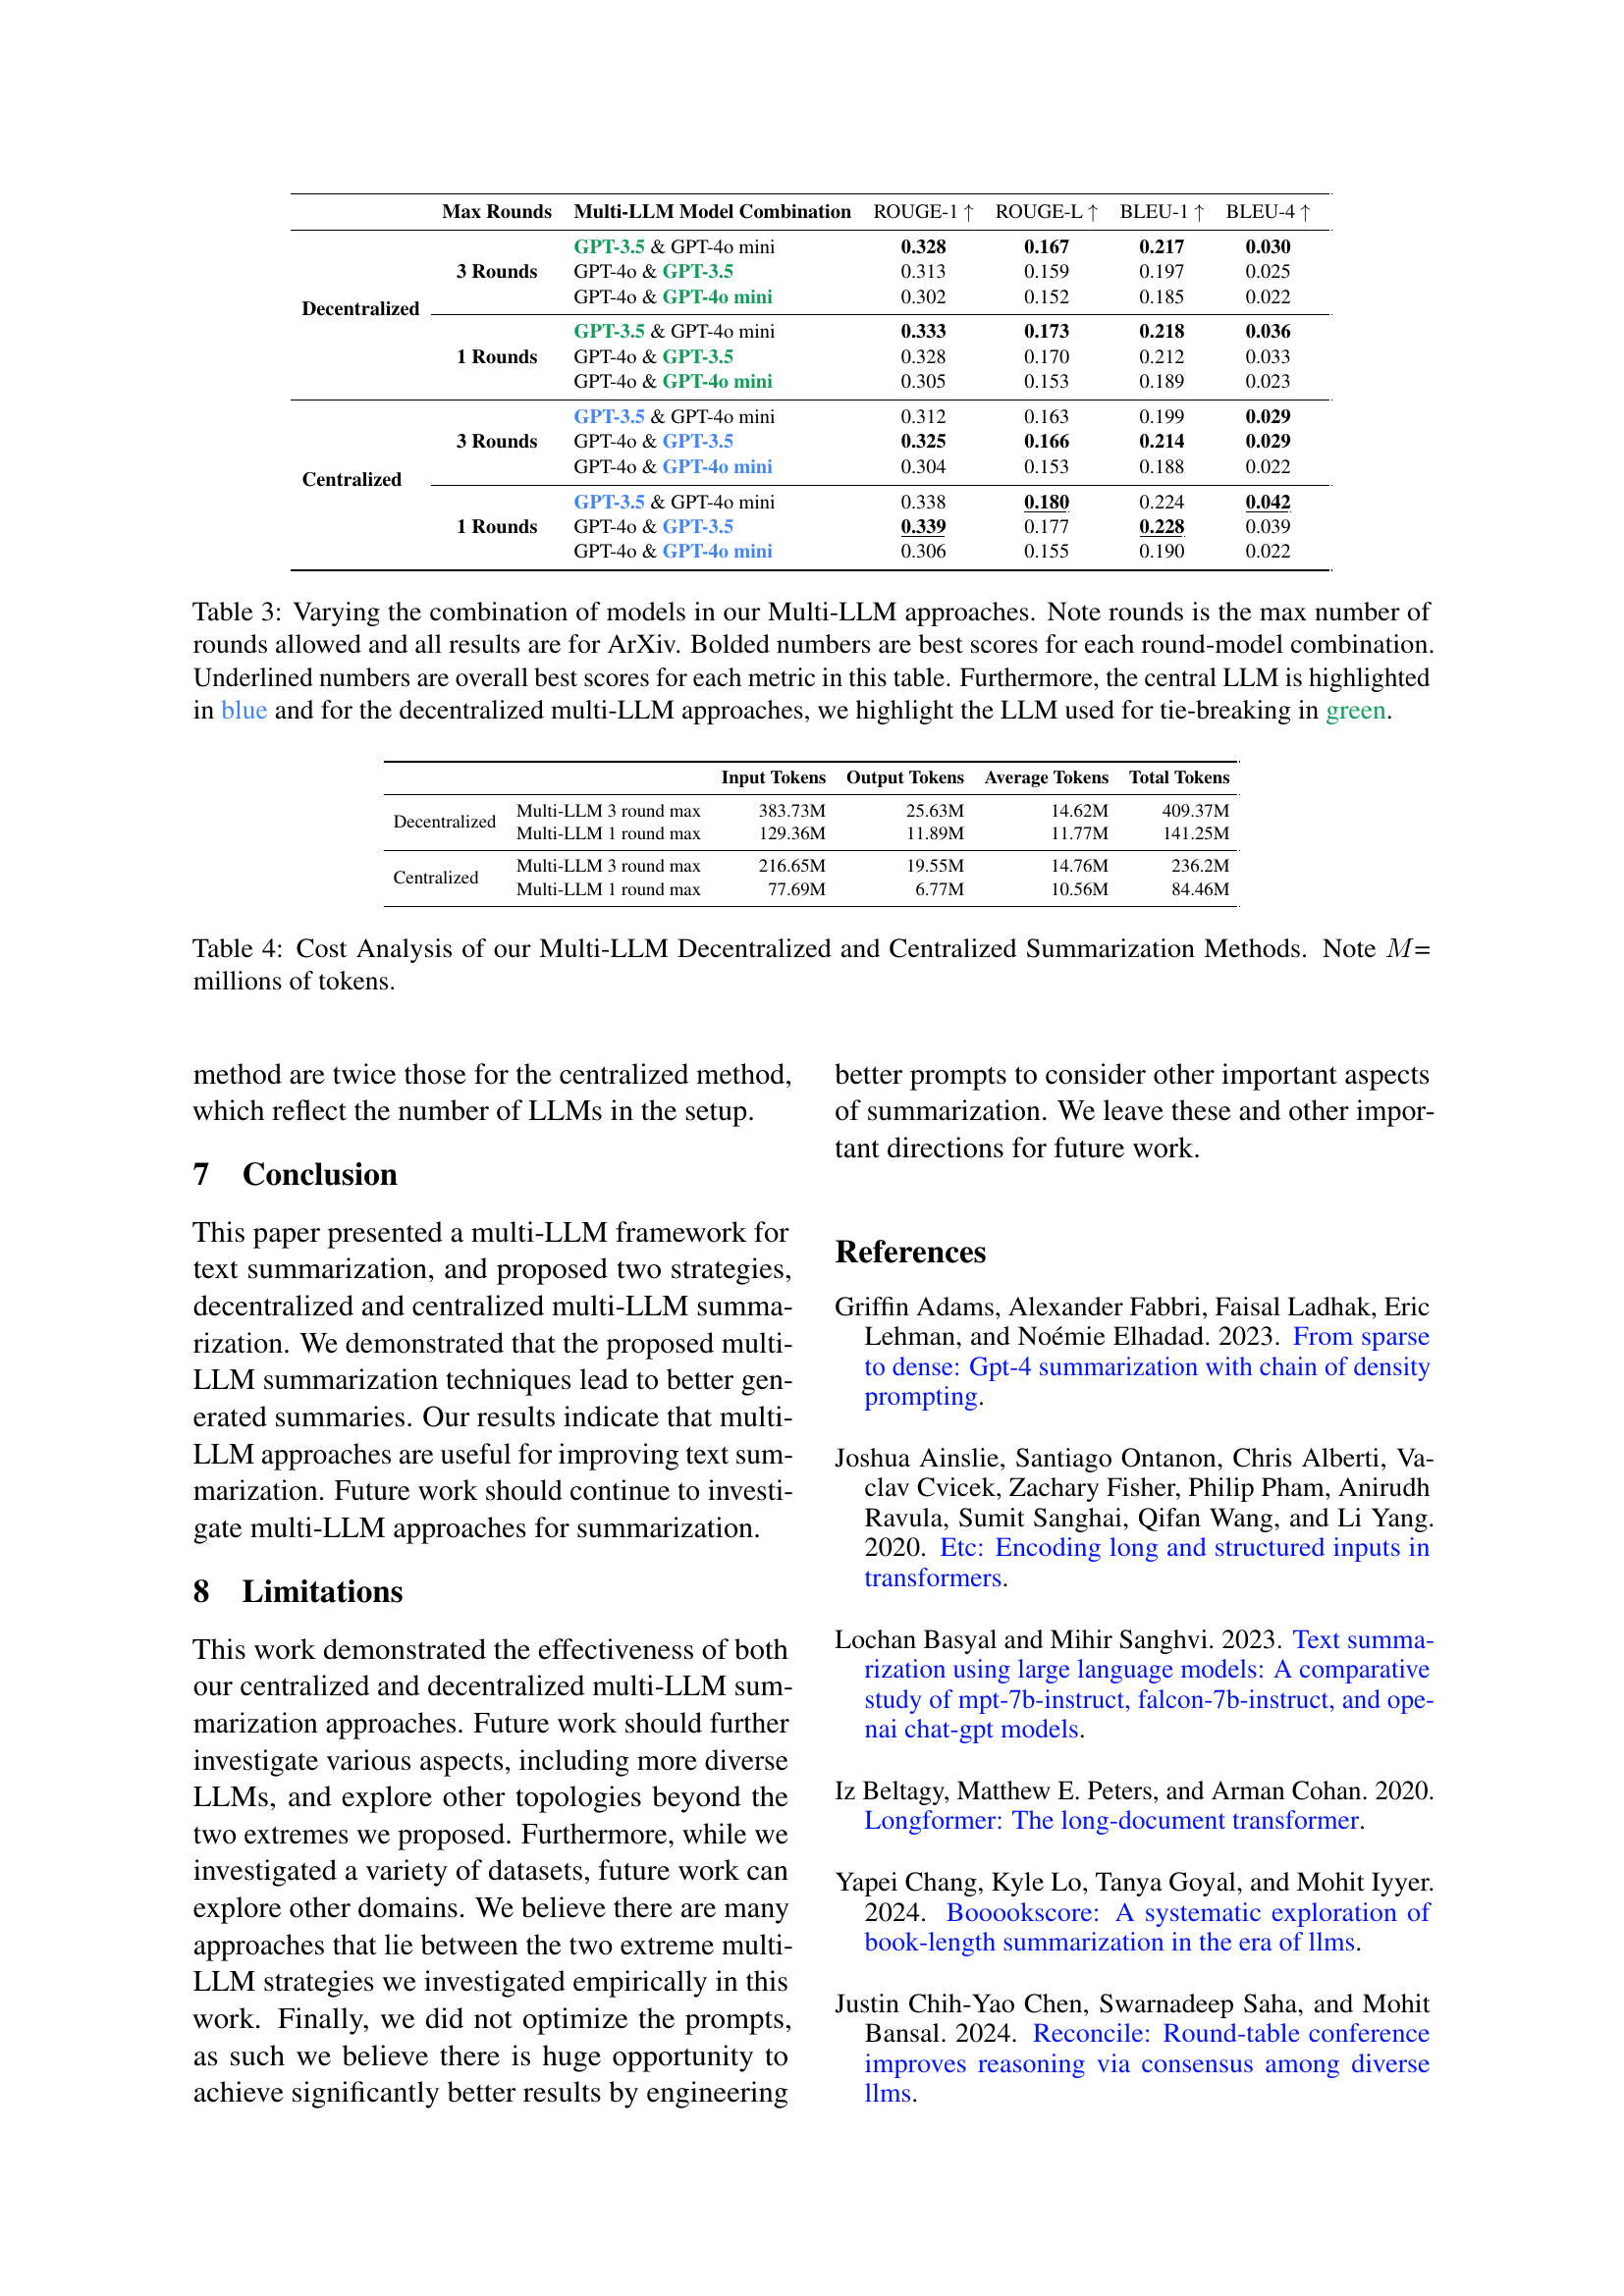 Max Rounds Multi-LLM Model Combination ROUGE-1 ↑ ROUGE-L ↑ BLEU-1 ↑ BLEU-4 ↑
Decentralized
3 Rounds
GPT-3.5 & GPT-4o mini 0.328 0.167 0.217 0.030
GPT-4o & GPT-3.5 0.313 0.159 0.197 0.025
GPT-4o & GPT-4o mini 0.302 0.152 0.185 0.022
1 Rounds
GPT-3.5 & GPT-4o mini 0.333 0.173 0.218 0.036
GPT-4o & GPT-3.5 0.328 0.170 0.212 0.033
GPT-4o & GPT-4o mini 0.305 0.153 0.189 0.023
Centralized
3 Rounds
GPT-3.5 & GPT-4o mini 0.312 0.163 0.199 0.029
GPT-4o & GPT-3.5 0.325 0.166 0.214 0.029
GPT-4o & GPT-4o mini 0.304 0.153 0.188 0.022
1 Rounds
GPT-3.5 & GPT-4o mini 0.338 0.180 0.224 0.042
GPT-4o & GPT-3.5 0.339 0.177 0.228 0.039
GPT-4o & GPT-4o mini 0.306 0.155 0.190 0.022
Table 3: Varying the combination of models in our Multi-LLM approaches. Note rounds is the max number of
rounds allowed and all results are for ArXiv. Bolded numbers are best scores for each round-model combination.
Underlined numbers are overall best scores for each metric in this table. Furthermore, the central LLM is highlighted
in blue and for the decentralized multi-LLM approaches, we highlight the LLM used for tie-breaking in green.
Input Tokens Output Tokens Average Tokens Total Tokens
Decentralized
Multi-LLM 3 round max 383.73M 25.63M 14.62M 409.37M
Multi-LLM 1 round max 129.36M 11.89M 11.77M 141.25M
Centralized
Multi-LLM 3 round max 216.65M 19.55M 14.76M 236.2M
Multi-LLM 1 round max 77.69M 6.77M 10.56M 84.46M
Table 4: Cost Analysis of our Multi-LLM Decentralized and Centralized Summarization Methods. Note M=
millions of tokens.
method are twice those for the centralized method,
which reflect the number of LLMs in the setup.
7 Conclusion
This paper presented a multi-LLM framework for
text summarization, and proposed two strategies,
decentralized and centralized multi-LLM summa-
rization. We demonstrated that the proposed multi-
LLM summarization techniques lead to better gen-
erated summaries. Our results indicate that multi-
LLM approaches are useful for improving text sum-
marization. Future work should continue to investi-
gate multi-LLM approaches for summarization.
8 Limitations
This work demonstrated the effectiveness of both
our centralized and decentralized multi-LLM sum-
marization approaches. Future work should further
investigate various aspects, including more diverse
LLMs, and explore other topologies beyond the
two extremes we proposed. Furthermore, while we
investigated a variety of datasets, future work can
explore other domains. We believe there are many
approaches that lie between the two extreme multi-
LLM strategies we investigated empirically in this
work. Finally, we did not optimize the prompts,
as such we believe there is huge opportunity to
achieve significantly better results by engineering
better prompts to consider other important aspects
of summarization. We leave these and other impor-
tant directions for future work.
References
Griffin Adams, Alexander Fabbri, Faisal Ladhak, Eric
Lehman, and Noémie Elhadad. 2023. From sparse
to dense: Gpt-4 summarization with chain of density
prompting.
Joshua Ainslie, Santiago Ontanon, Chris Alberti, Va-
clav Cvicek, Zachary Fisher, Philip Pham, Anirudh
Ravula, Sumit Sanghai, Qifan Wang, and Li Yang.
2020. Etc: Encoding long and structured inputs in
transformers.
Lochan Basyal and Mihir Sanghvi. 2023. Text summa-
rization using large language models: A comparative
study of mpt-7b-instruct, falcon-7b-instruct, and ope-
nai chat-gpt models.
Iz Beltagy, Matthew E. Peters, and Arman Cohan. 2020.
Longformer: The long-document transformer.
Yapei Chang, Kyle Lo, Tanya Goyal, and Mohit Iyyer.
2024. Booookscore: A systematic exploration of
book-length summarization in the era of llms.
Justin Chih-Yao Chen, Swarnadeep Saha, and Mohit
Bansal. 2024. Reconcile: Round-table conference
improves reasoning via consensus among diverse
llms.